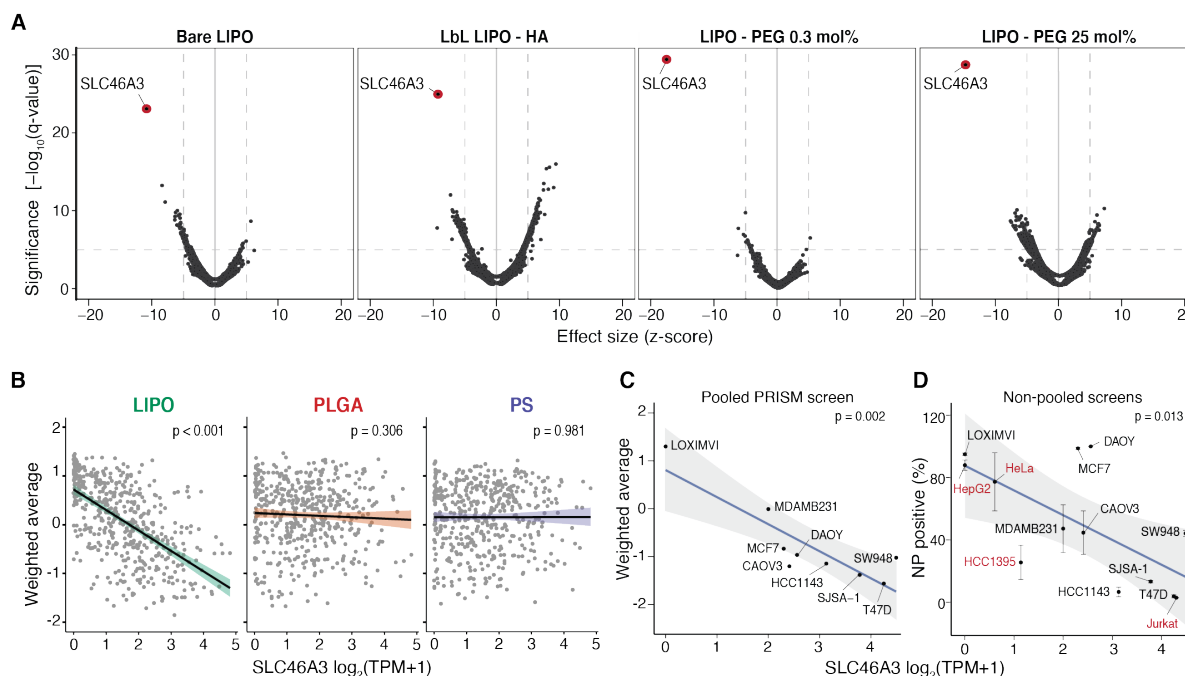 A
Bare LIPO
LbL LIPO - HA
LIPO - PEG 0.3 mol%
LIPO - PEG 25 mol%
Significance [−log10(q-value)]
30
20
10
0
SLC46A3
SLC46A3
SLC46A3
SLC46A3
−20 −10 0 10 20
−20 −10 0 10 20
−20 −10 0 10 20
−20 −10 0 10 20
Effect size (z-score)
B
LIPO
PLGA
PS
p < 0.001
p = 0.306
p = 0.981
Weighted average
2
1
0
-1
-2
0 1 2 3 4 5
0 1 2 3 4 5
0 1 2 3 4 5
SLC46A3 log2(TPM+1)
C
Pooled PRISM screen
p = 0.002
Weighted average
2
1
0
-1
-2
LOXIMVI
MDAMB231
MCF7
DAOY
CAOV3
SW948
HCC1143
SJSA−1
T47D
0 1 2 3 4
D
Non-pooled screens
p = 0.013
NP positive (%)
120
80
40
0
LOXIMVI
DAOY
MCF7
HeLa
HepG2
CAOV3
MDAMB231
SW948
HCC1395
SJSA-1
HCC1143
T47D
Jurkat
0 1 2 3 4
SLC46A3 log2(TPM+1)